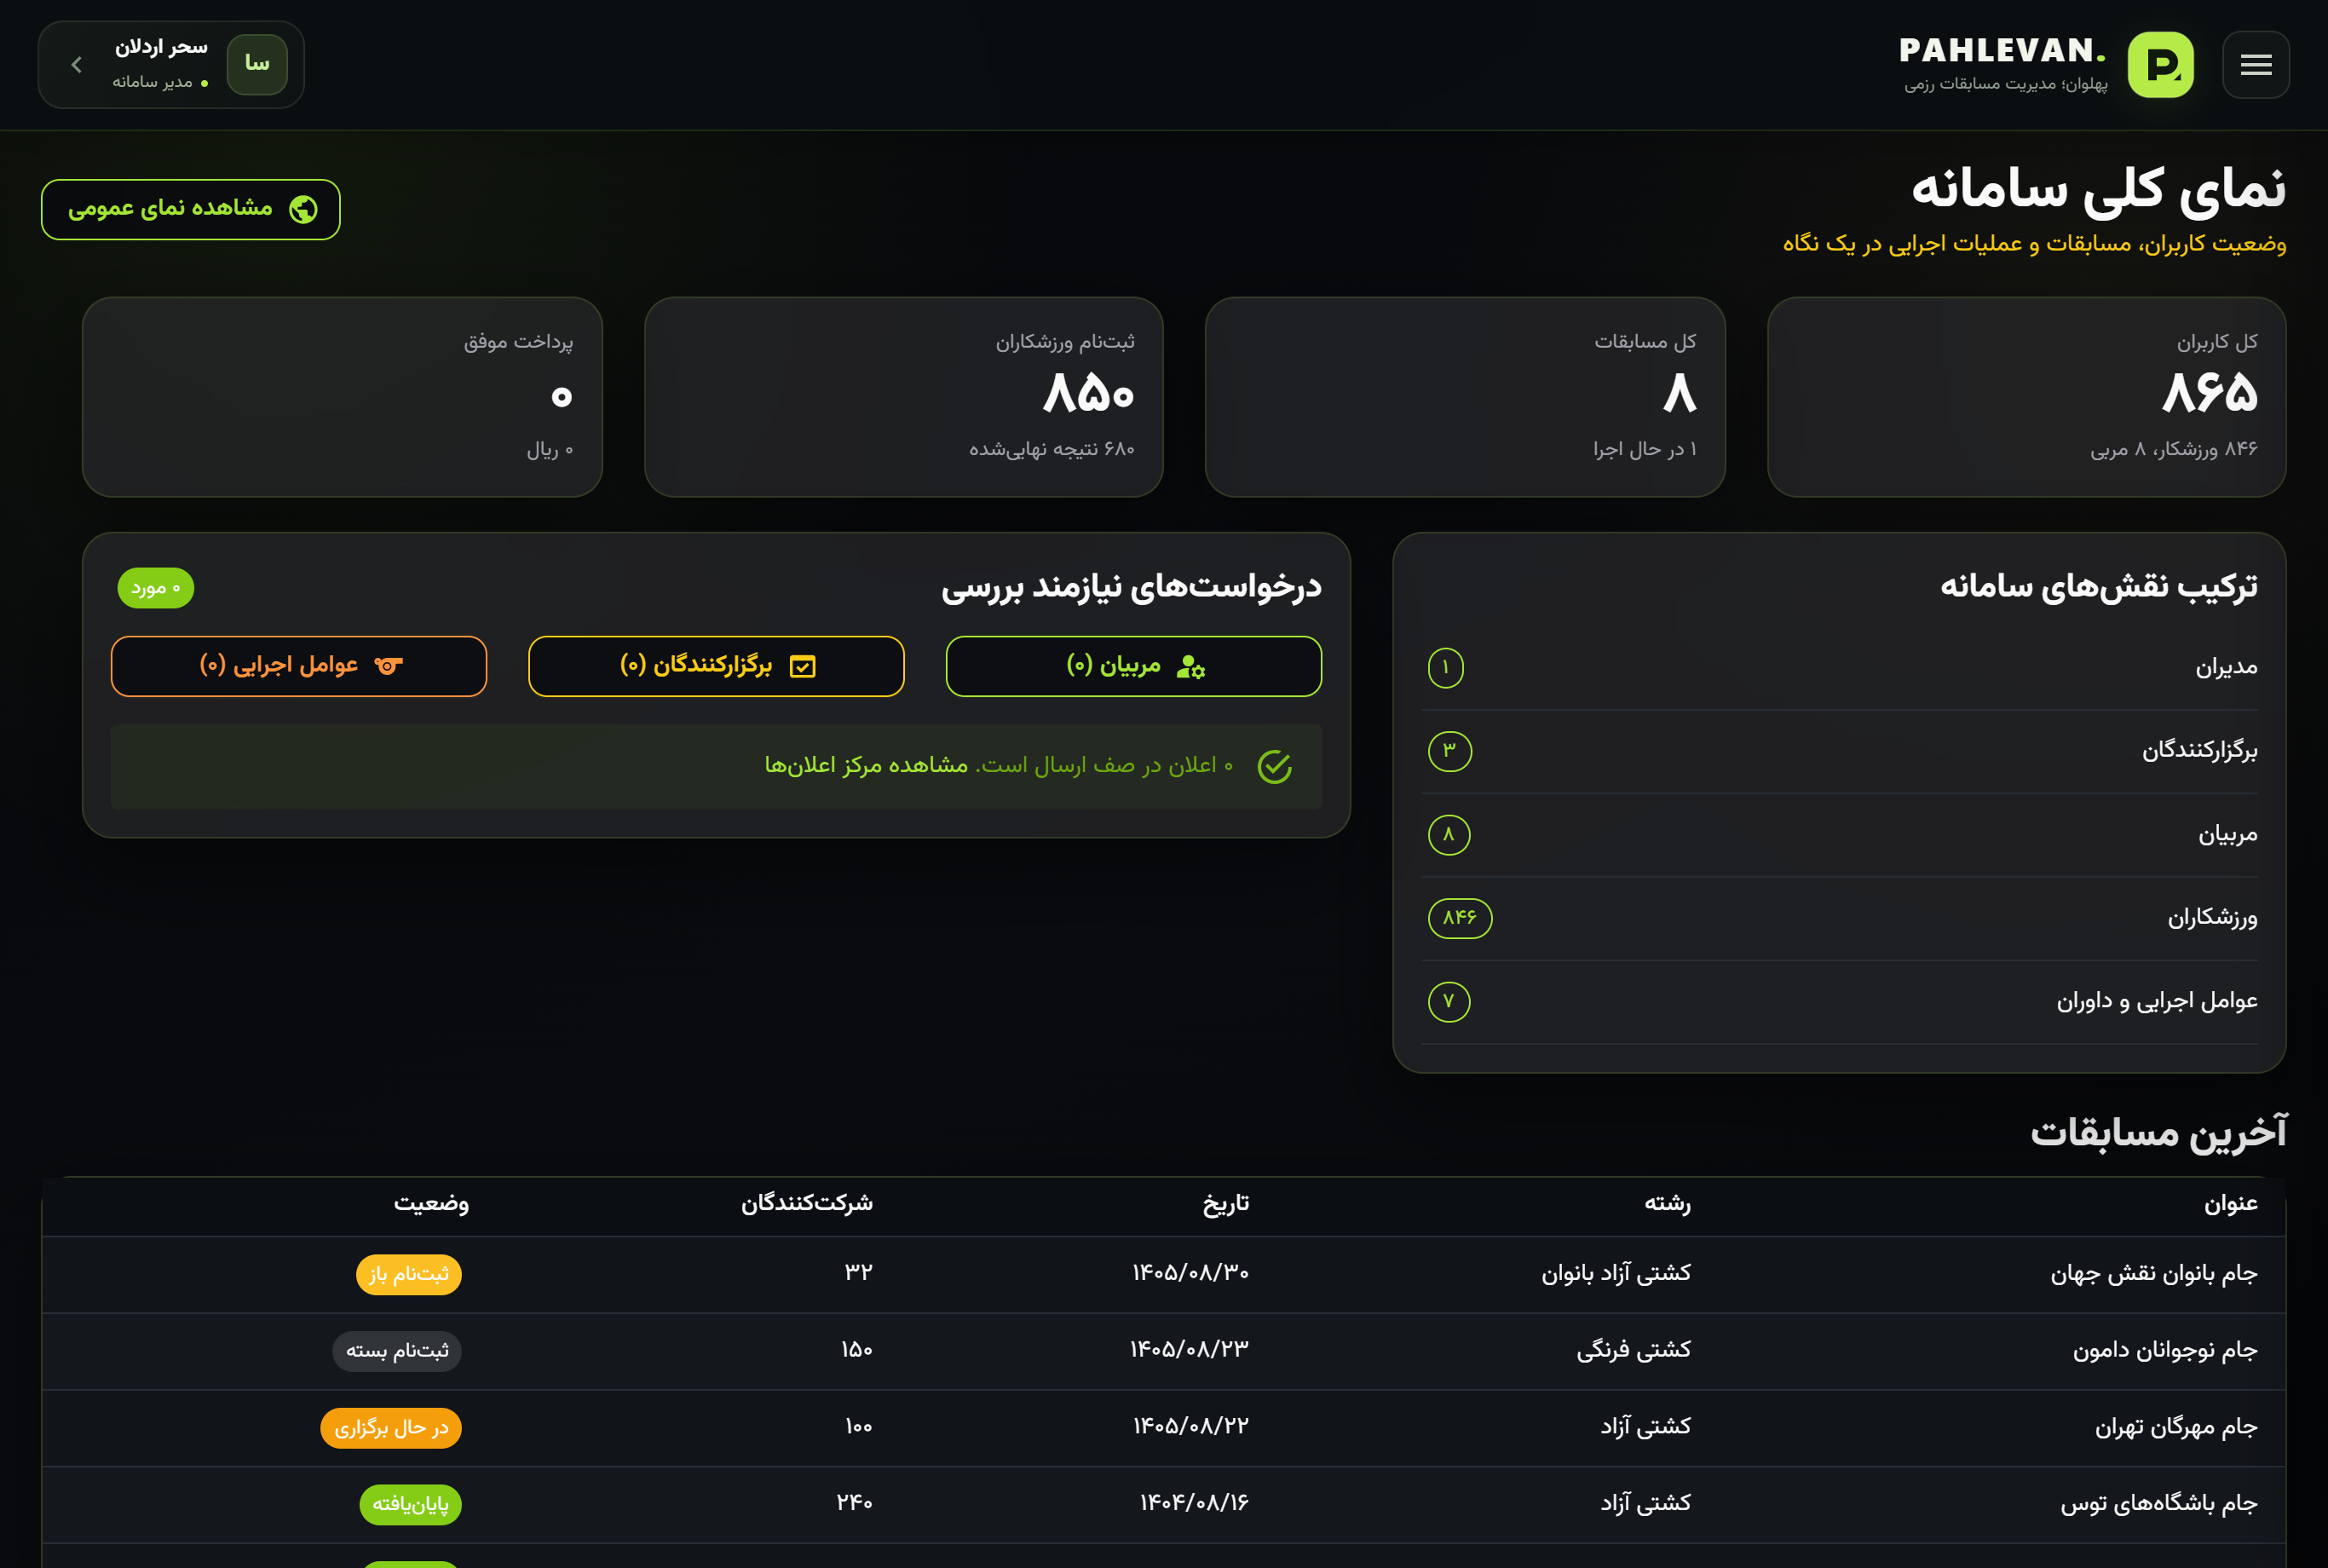 PAHLEVAN.
پهلوان؛ مدیریت مسابقات رزمی
سا
سحر اردلان
مدیر سامانه
نمای کلی سامانه
وضعیت کاربران، مسابقات و عملیات اجرایی در یک نگاه
مشاهده نمای عمومی
کل کاربران
۸۶۵
۸۴۶ ورزشکار، ۸ مربی
کل مسابقات
۸
۱ در حال اجرا
ثبت‌نام ورزشکاران
۸۵۰
۶۸۰ نتیجه نهایی‌شده
پرداخت موفق
۰
۰ ریال
ترکیب نقش‌های سامانه
مدیران ۱
برگزارکنندگان ۳
مربیان ۸
ورزشکاران ۸۴۶
عوامل اجرایی و داوران ۷
درخواست‌های نیازمند بررسی
۰ مورد
مربیان (۰)
برگزارکنندگان (۰)
عوامل اجرایی (۰)
۰ اعلان در صف ارسال است. مشاهده مرکز اعلان‌ها
آخرین مسابقات
عنوان رشته تاریخ شرکت‌کنندگان وضعیت
جام بانوان نقش جهان کشتی آزاد بانوان ۱۴۰۵/۰۸/۳۰ ۳۲ ثبت‌نام باز
جام نوجوانان دامون کشتی فرنگی ۱۴۰۵/۰۸/۲۳ ۱۵۰ ثبت‌نام بسته
جام مهرگان تهران کشتی آزاد ۱۴۰۵/۰۸/۲۲ ۱۰۰ در حال برگزاری
جام باشگاه‌های توس کشتی آزاد ۱۴۰۴/۰۸/۱۶ ۲۴۰ پایان‌یافته